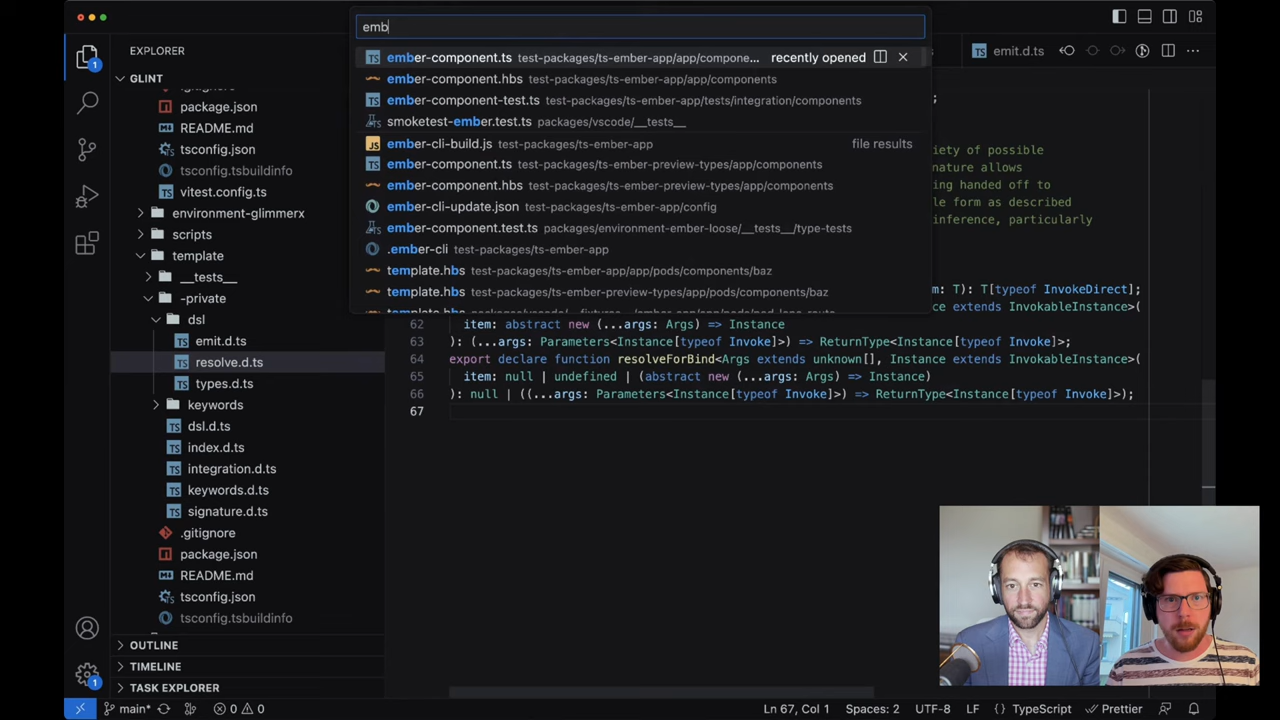 emb
EXPLORER
GLINT
package.json
README.md
tsconfig.json
tsconfig.tsbuildinfo
vitest.config.ts
environment-glimmerx
scripts
template
__tests__
-private
dsl
emit.d.ts
resolve.d.ts
types.d.ts
keywords
dsl.d.ts
index.d.ts
integration.d.ts
keywords.d.ts
signature.d.ts
.gitignore
package.json
README.md
tsconfig.json
tsconfig.tsbuildinfo
OUTLINE
TIMELINE
TASK EXPLORER
ember-component.ts test-packages/ts-ember-app/app/compone... recently opened
ember-component.hbs test-packages/ts-ember-app/app/components
ember-component-test.ts test-packages/ts-ember-app/tests/integration/components
smoketest-ember.test.ts packages/vscode/__tests__
ember-cli-build.js test-packages/ts-ember-app file results
ember-component.ts test-packages/ts-ember-preview-types/app/components
ember-component.hbs test-packages/ts-ember-preview-types/app/components
ember-cli-update.json test-packages/ts-ember-app/config
ember-component.test.ts packages/environment-ember-loose/__tests__/type-tests
.ember-cli test-packages/ts-ember-app
template.hbs test-packages/ts-ember-app/app/pods/components/baz
template.hbs test-packages/ts-ember-preview-types/app/pods/components/baz
emit.d.ts
;
iety of possible
nature allows
ing handed off to
le form as described
inference, particularly
m: T): T[typeof InvokeDirect];
ance extends InvokableInstance>(
62 item: abstract new (...args: Args) => Instance
63 ): (...args: Parameters<Instance[typeof Invoke]>) => ReturnType<Instance[typeof Invoke]>;
64 export declare function resolveForBind<Args extends unknown[], Instance extends InvokableInstance>(
65 item: null | undefined | (abstract new (...args: Args) => Instance)
66 ): null | ((...args: Parameters<Instance[typeof Invoke]>) => ReturnType<Instance[typeof Invoke]>);
67
main* 0 0 Ln 67, Col 1 Spaces: 2 UTF-8 LF {} TypeScript Prettier